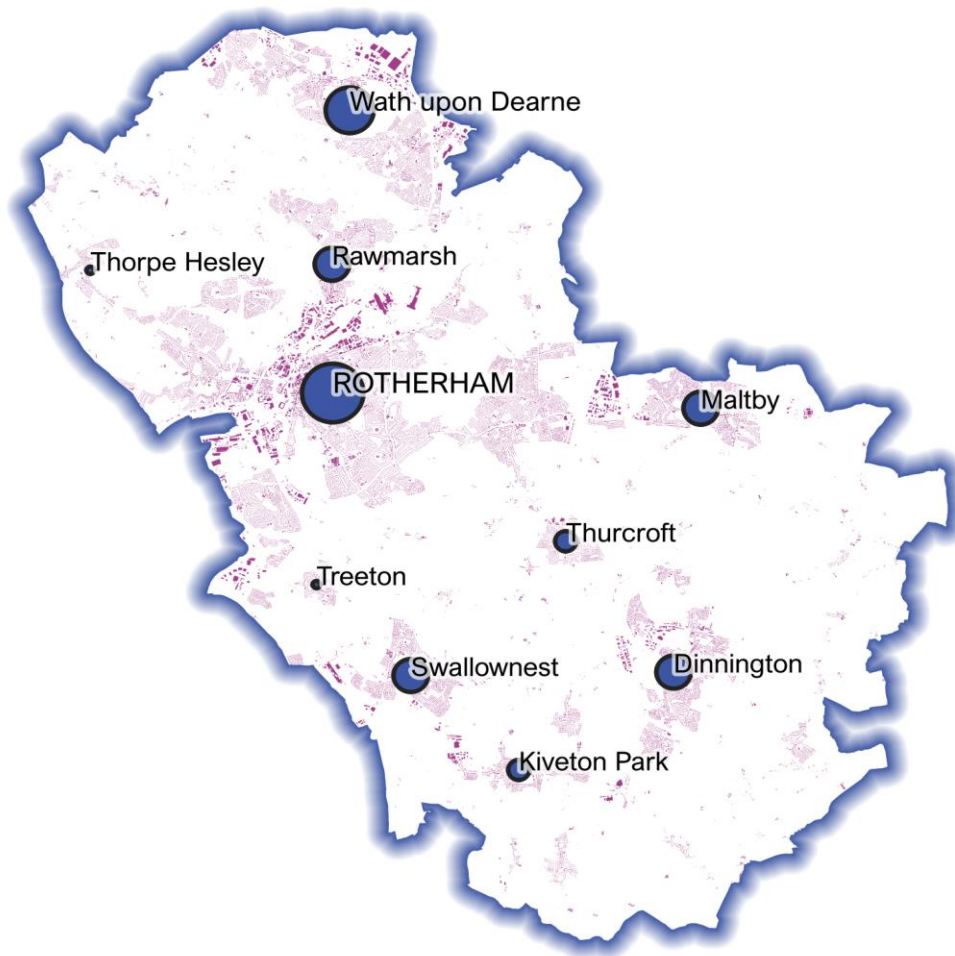 Wath upon Dearne
Thorpe Hesley
Rawmarsh
ROTHERHAM
Maltby
Thurcroft
Treeton
Swallownest
Dinnington
Kiveton Park